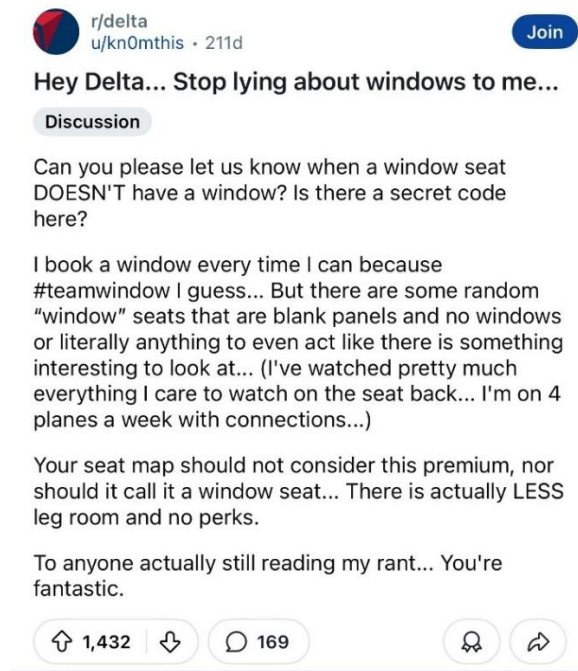 r/delta
u/kn0mthis • 211d
Join
Hey Delta... Stop lying about windows to me...
Discussion
Can you please let us know when a window seat
DOESN'T have a window? Is there a secret code
here?
I book a window every time I can because
#teamwindow I guess... But there are some random
“window” seats that are blank panels and no windows
or literally anything to even act like there is something
interesting to look at... (I've watched pretty much
everything I care to watch on the seat back... I'm on 4
planes a week with connections...)
Your seat map should not consider this premium, nor
should it call it a window seat... There is actually LESS
leg room and no perks.
To anyone actually still reading my rant... You're
fantastic.
1,432
169